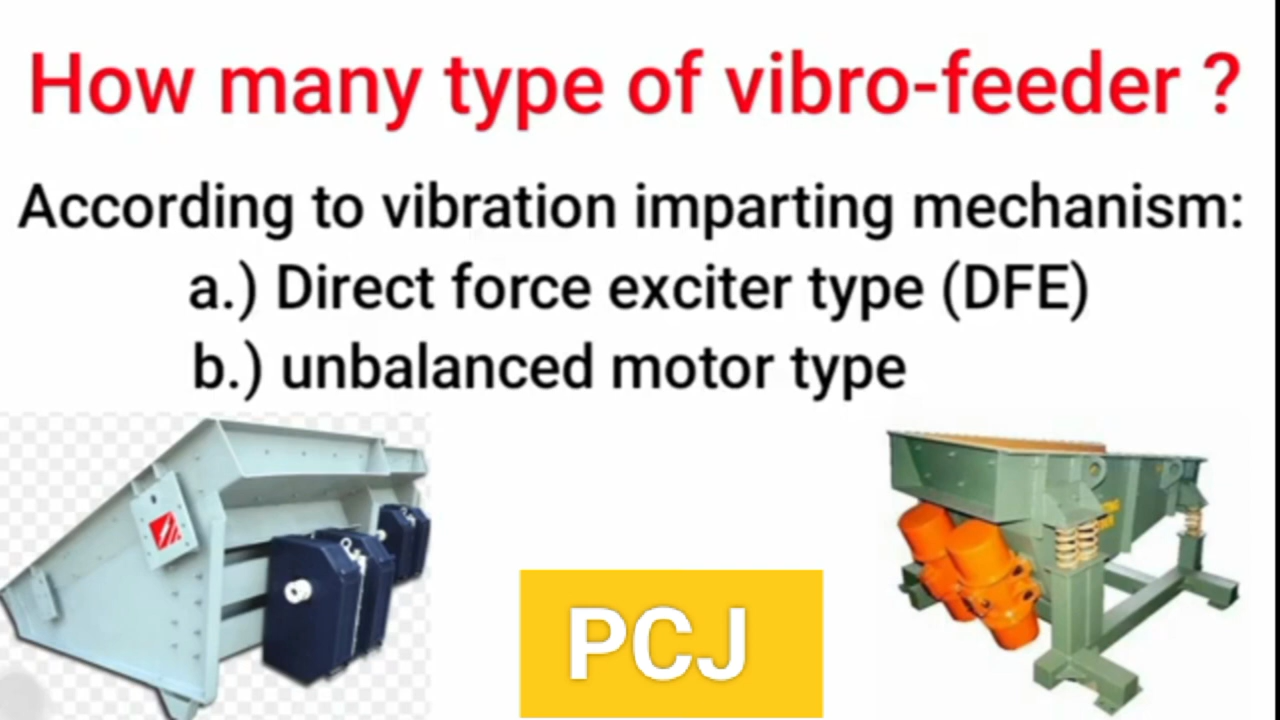 How many type of vibro-feeder ?
According to vibration imparting mechanism:
a.) Direct force exciter type (DFE)
b.) unbalanced motor type
PCJ